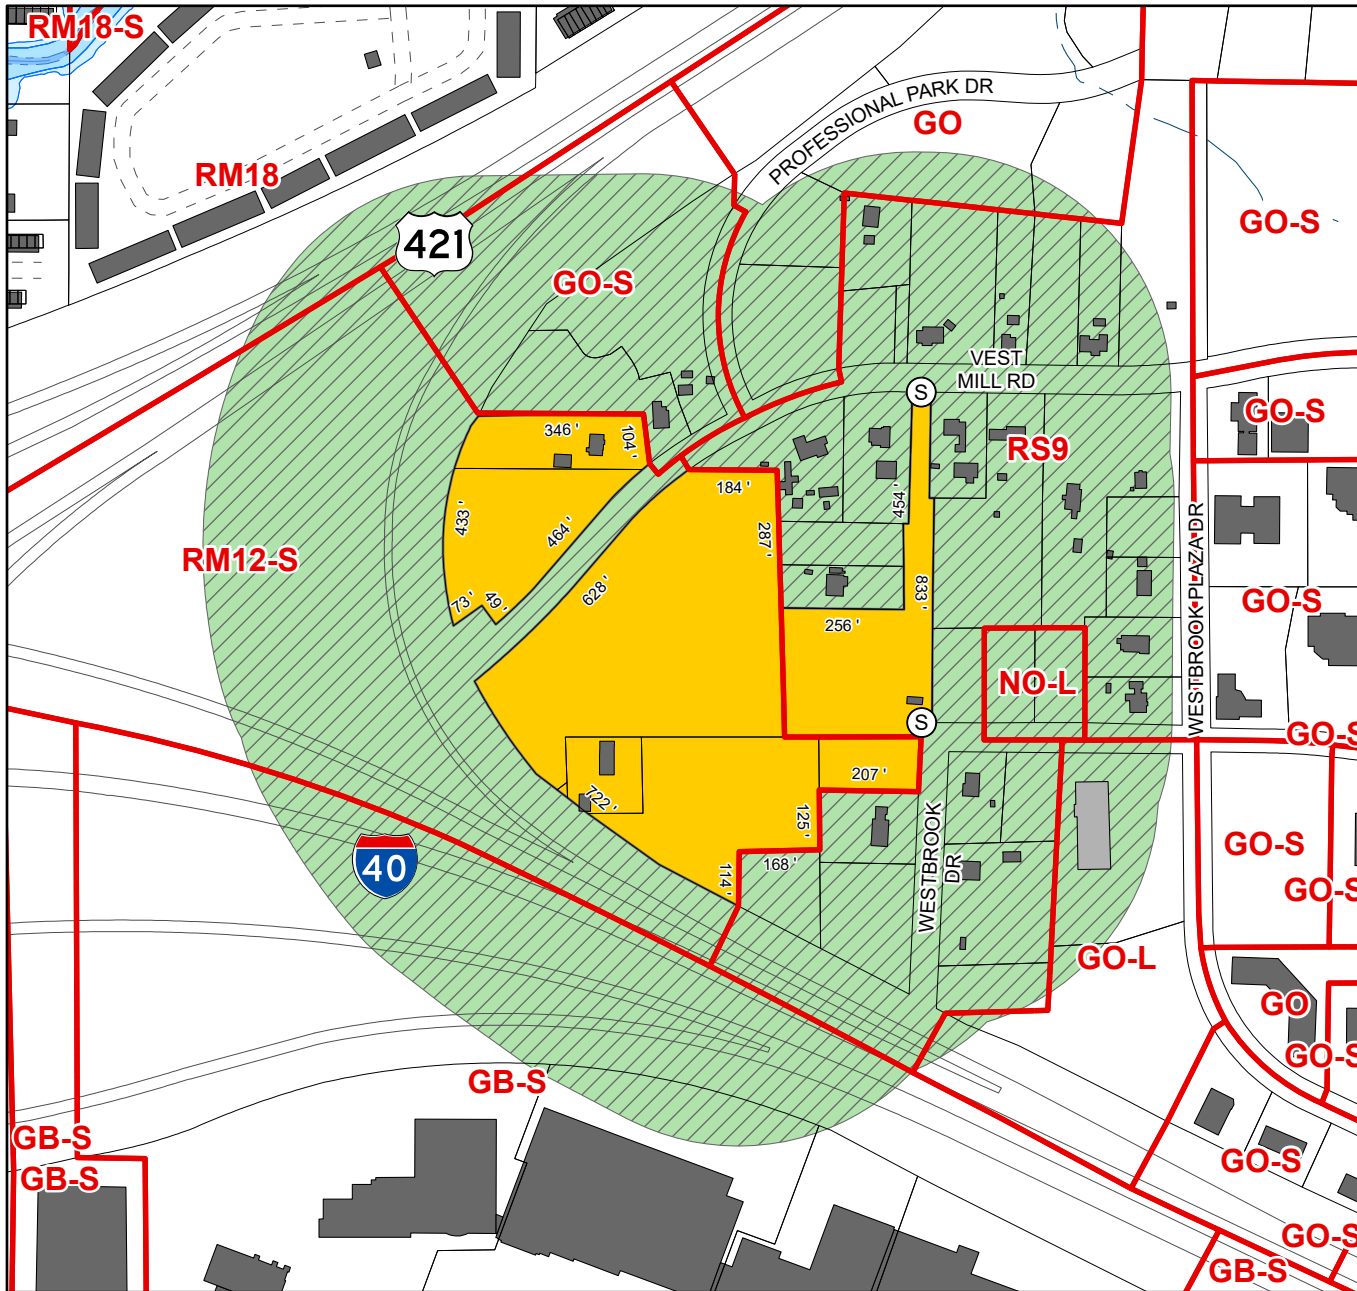 RM18-S
PROFESSIONAL PARK DR
GO
RM18
GO-S
421
GO-S
VEST
MILL RD
S
GO-S
346 '
104 '
RS9
184 '
454 '
433 '
464 '
287 '
RM12-S
628 '
833 '
WESTBROOK PLAZA DR
GO-S
73 '
49 '
256 '
NO-L
S
GO-S
207 '
722 '
125 '
WESTBROOK
DR
GO-S
40
168 '
114 '
GO-S
GO-L
GO
GO-S
GB-S
GB-S
GB-S
GO-S
GO-S
GB-S